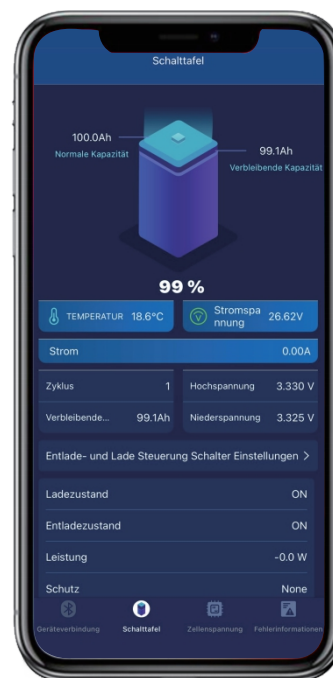 Schalttafel
100.0Ah
Normale Kapazität
99.1Ah
Verbleibende Kapazität
99 %
TEMPERATUR 18.6°C
Stromspa
nnung 26.62V
Strom 0.00A
Zyklus 1
Hochspannung 3.330 V
Verbleibende... 99.1Ah
Niederspannung 3.325 V
Entlade- und Lade Steuerung Schalter Einstellungen >
Ladezustand ON
Entladezustand ON
Leistung -0.0 W
Schutz None
Geräteverbindung Schalttafel Zellenspannung Fehlerinformationen